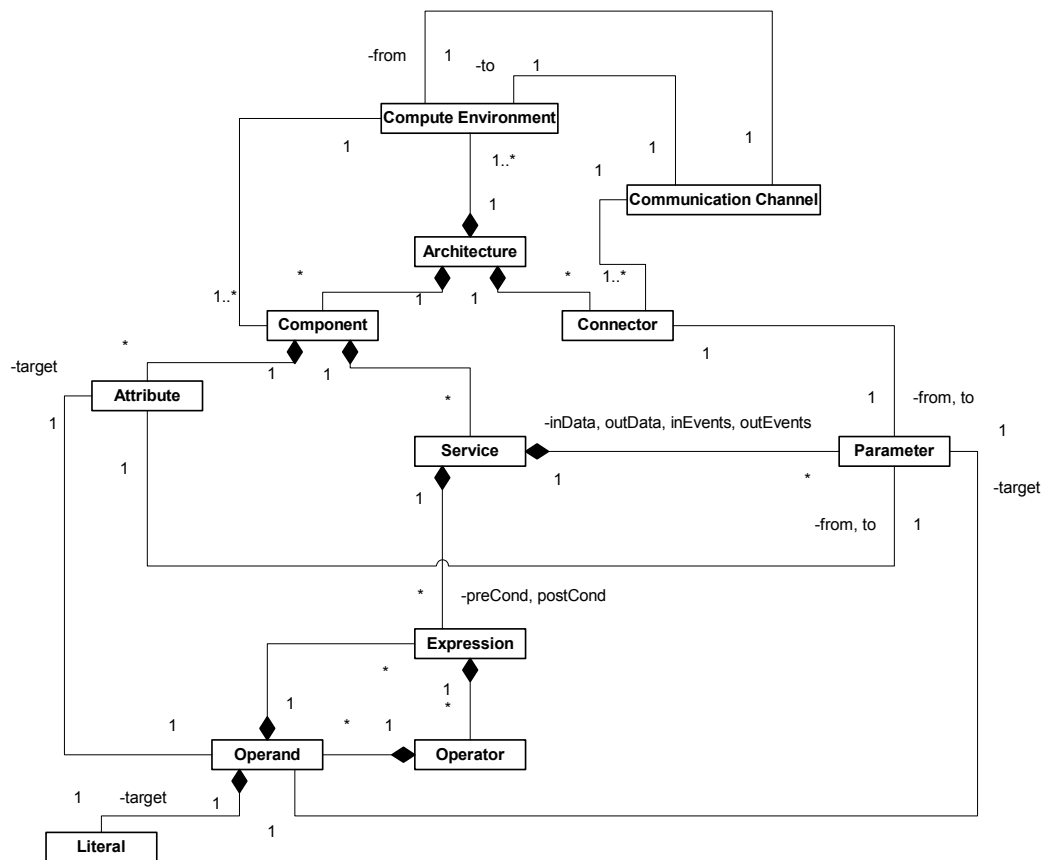 -from
1
-to
1
Compute Environment
1
1..*
1
1
1
1
Communication Channel
Architecture
*
1
1
*
1..*
1..*
Component
Connector
*
1
1
1
-target
Attribute
1
1
*
1
-from, to
1
-inData, outData, inEvents, outEvents
Service
Parameter
1
1
*
-target
-from, to
1
*
-preCond, postCond
Expression
*
1
*
1
1
*
1
Operand
Operator
1
-target
1
1
Literal